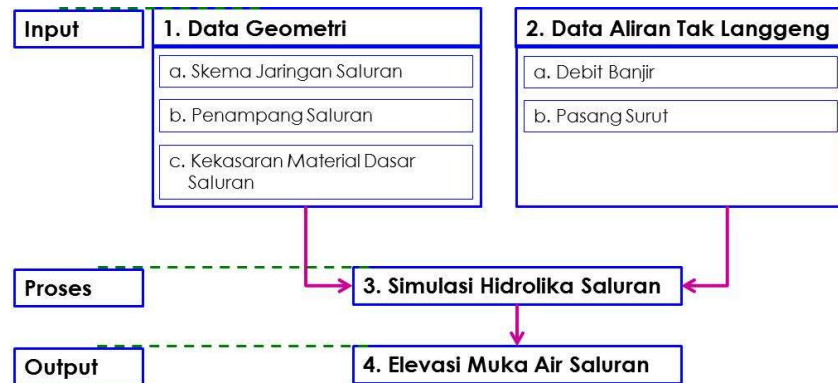 Input
1. Data Geometri
2. Data Aliran Tak Langgeng
a. Skema Jaringan Saluran
b. Penampang Saluran
c. Kekasaran Material Dasar
Saluran
a. Debit Banjir
b. Pasang Surut
Proses
3. Simulasi Hidrolika Saluran
Output
4. Elevasi Muka Air Saluran